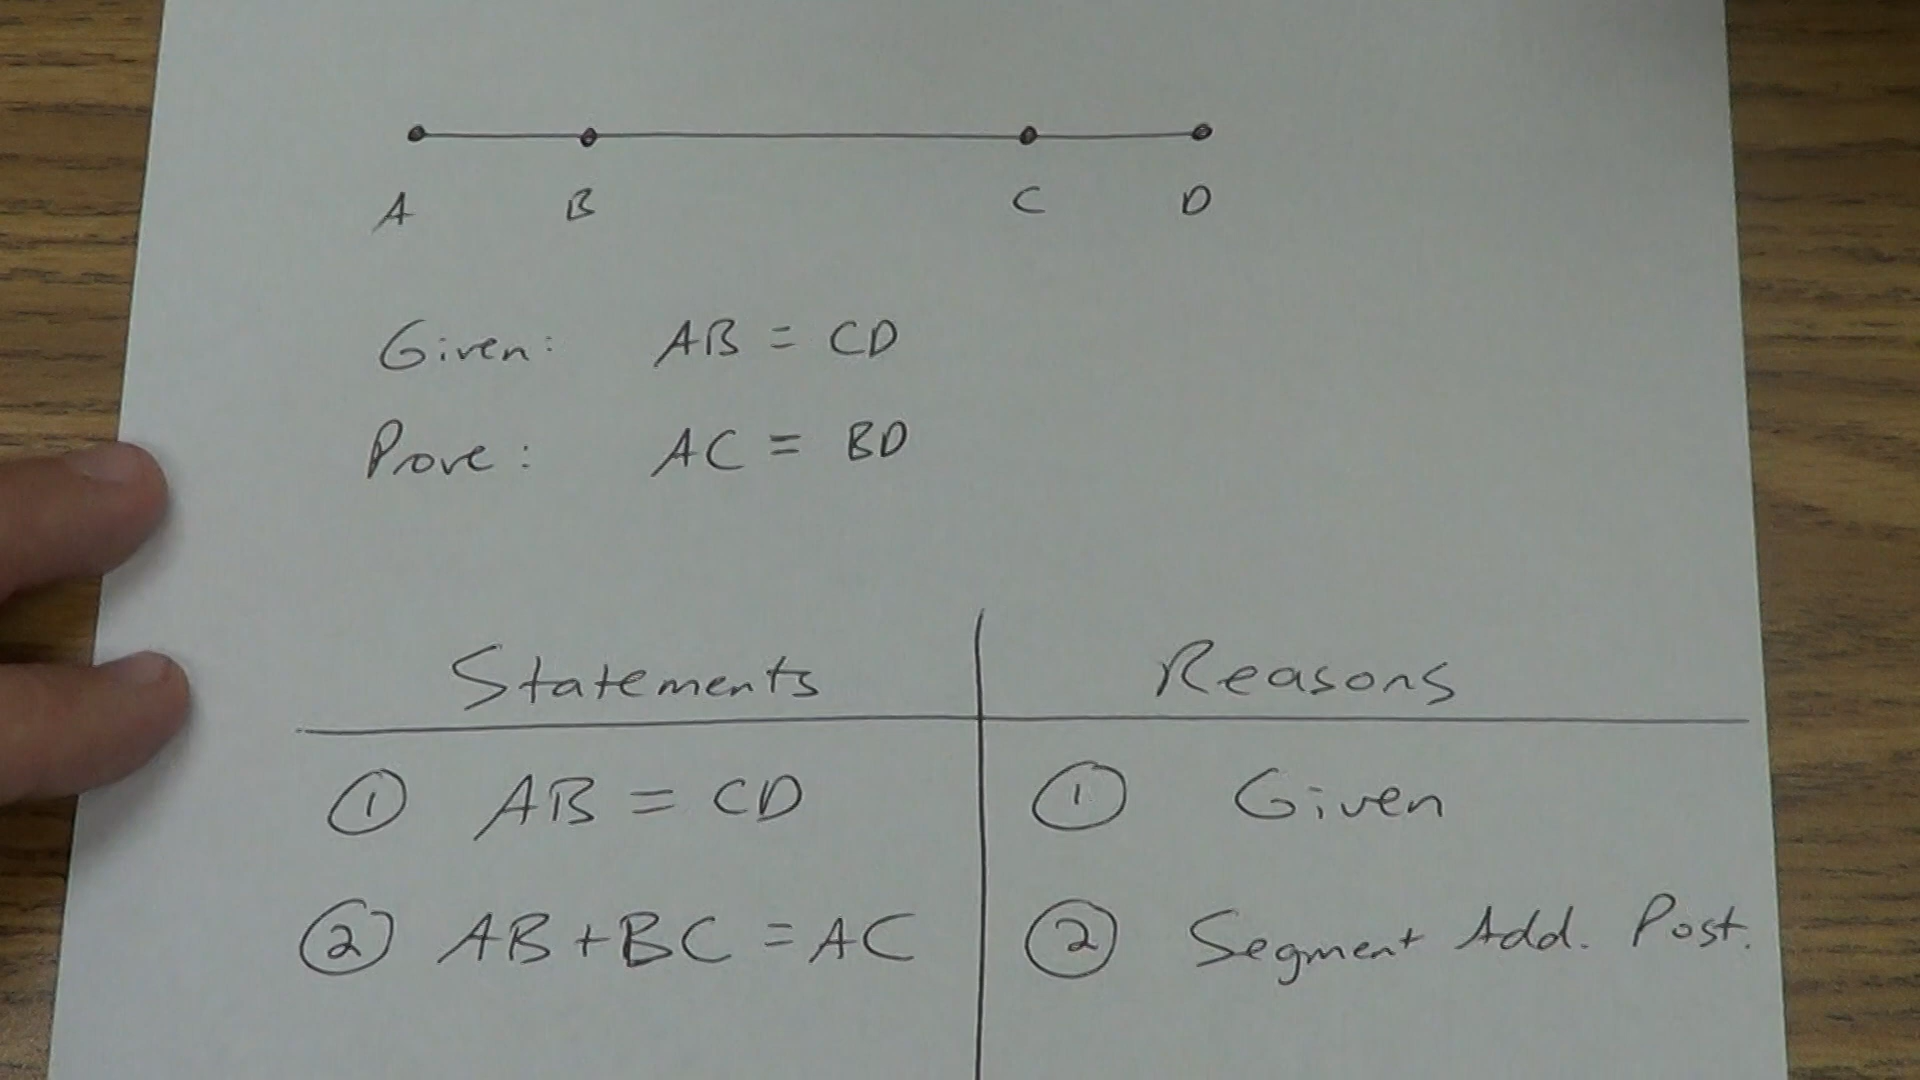 A B C D
Given: AB = CD
Prove: AC = BD
Statements Reasons
① AB = CD ① Given
② AB + BC = AC ② Segment Add. Post.